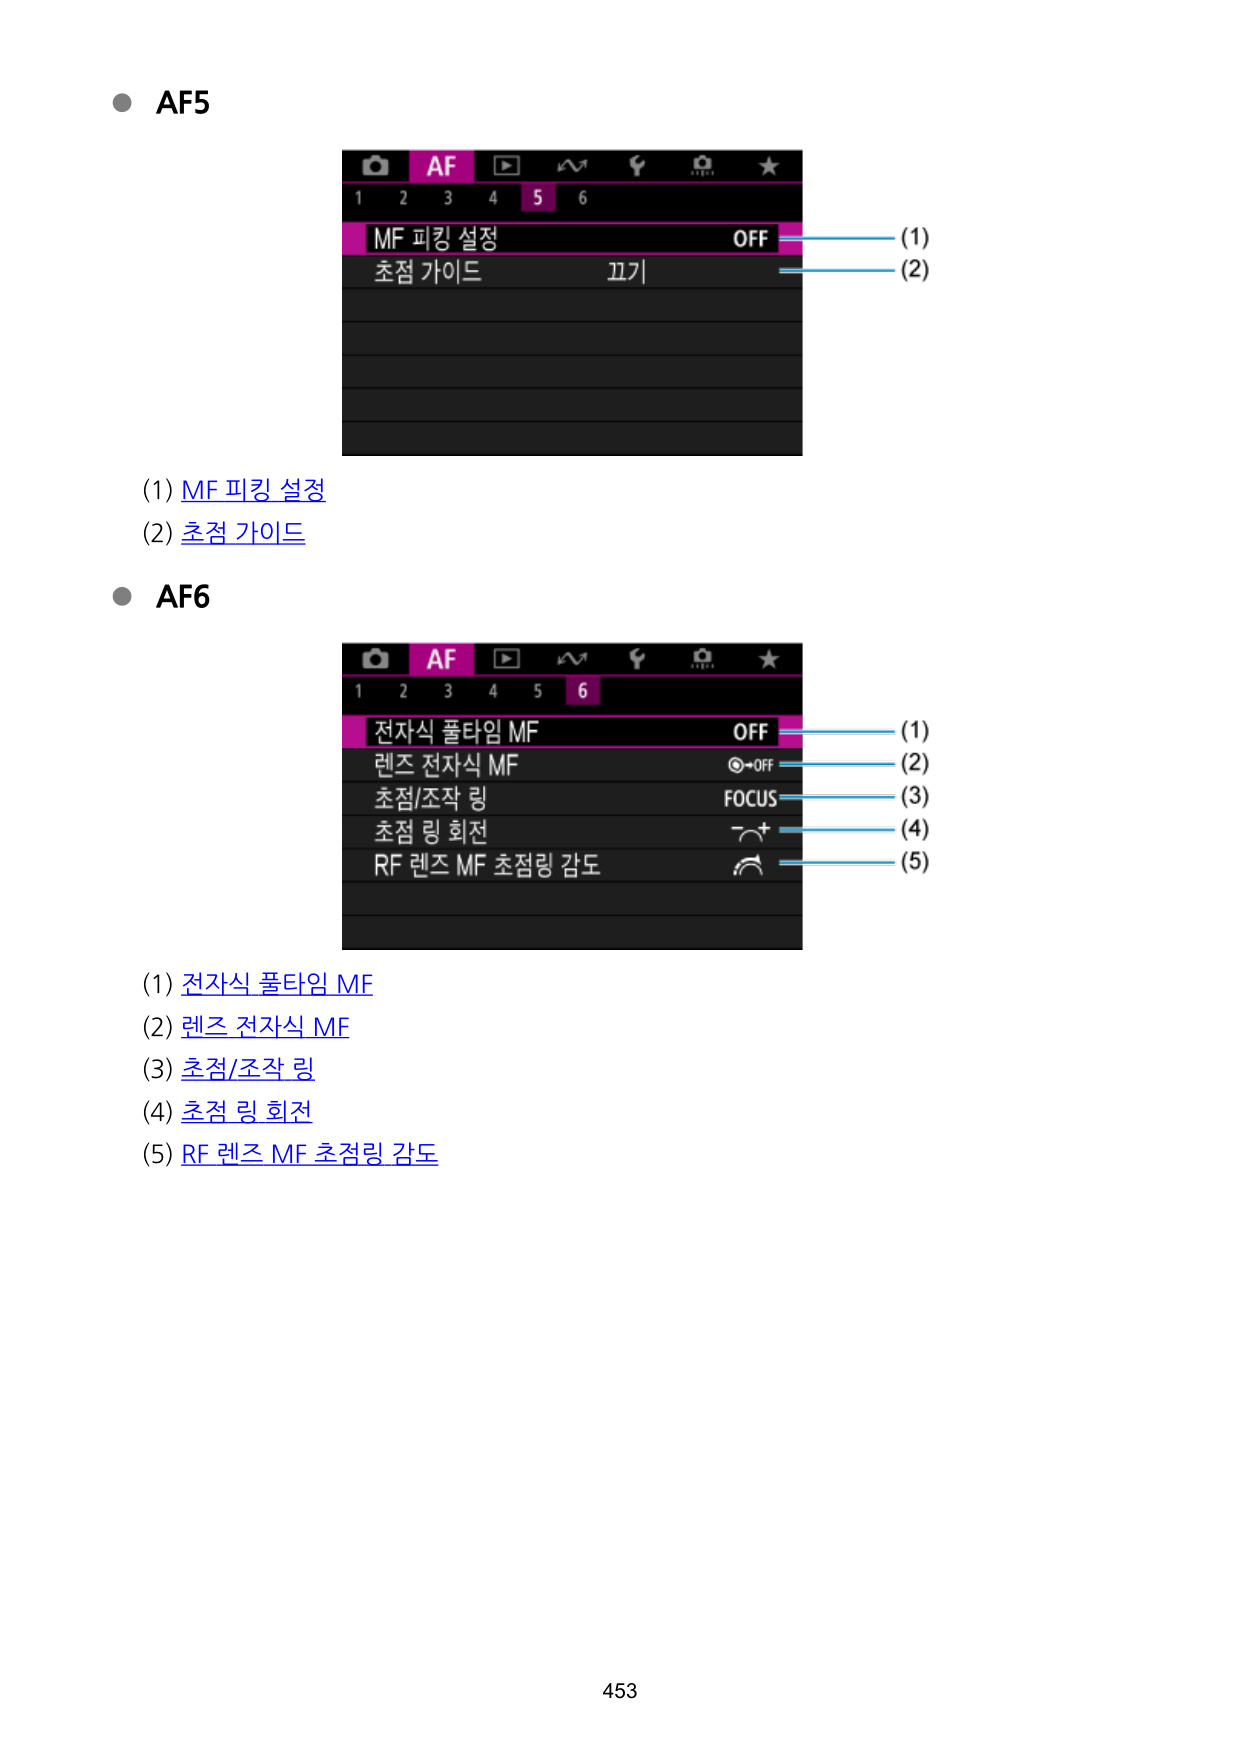 AF5
AF
1 2 3 4 5 6
MF 피킹 설정 OFF (1)
초점 가이드 끄기 (2)
(1) MF 피킹 설정
(2) 초점 가이드
AF6
AF
1 2 3 4 5 6
전자식 풀타임 MF OFF (1)
렌즈 전자식 MF OFF (2)
초점/조작 링 FOCUS (3)
초점 링 회전 (4)
RF 렌즈 MF 초점링 감도 (5)
(1) 전자식 풀타임 MF
(2) 렌즈 전자식 MF
(3) 초점/조작 링
(4) 초점 링 회전
(5) RF 렌즈 MF 초점링 감도
453